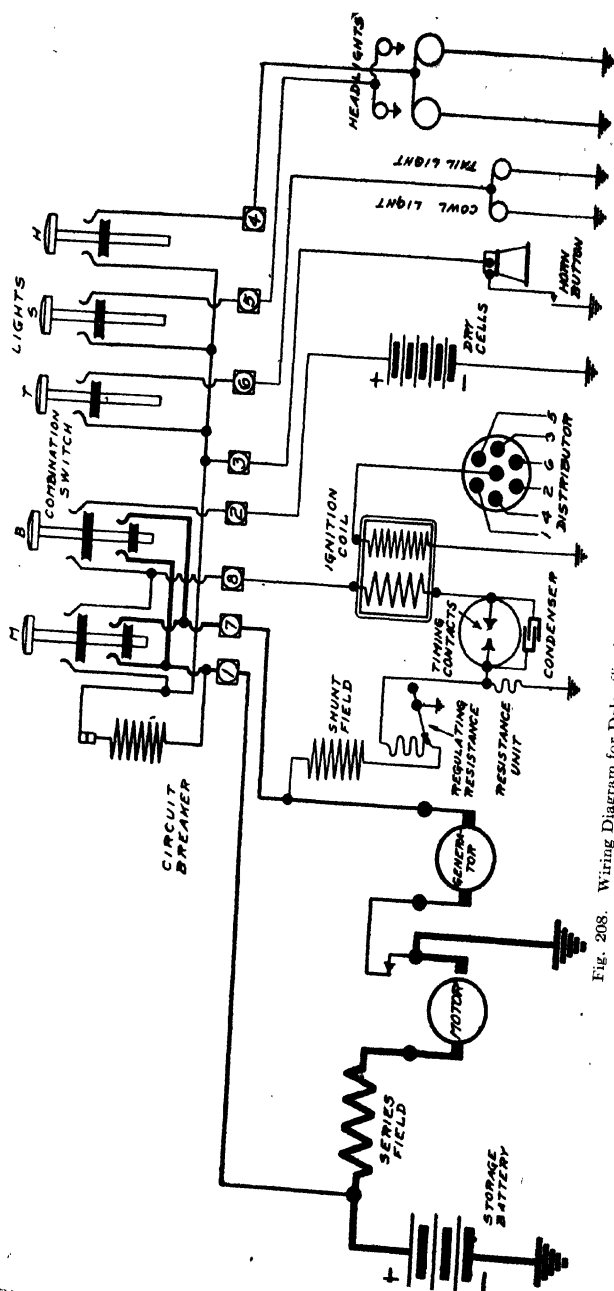 M
B
COMBINATION
SWITCH
T
S
H
LIGHTS
CIRCUIT
BREAKER
1
7
8
2
3
6
5
4
SHUNT
FIELD
REGULATING
RESISTANCE
RESISTANCE
UNIT
TIMING
CONTACTS
CONDENSER
IGNITION
COIL
1 4 2 6 3 5
DISTRIBUTOR
+
-
DRY
CELLS
HORN
BUTTON
COWL LIGHT
TAIL LIGHT
HEADLIGHTS
+
-
STORAGE
BATTERY
SERIES
FIELD
MOTOR
GENERA
TOR
Fig. 208. Wiring Diagram for